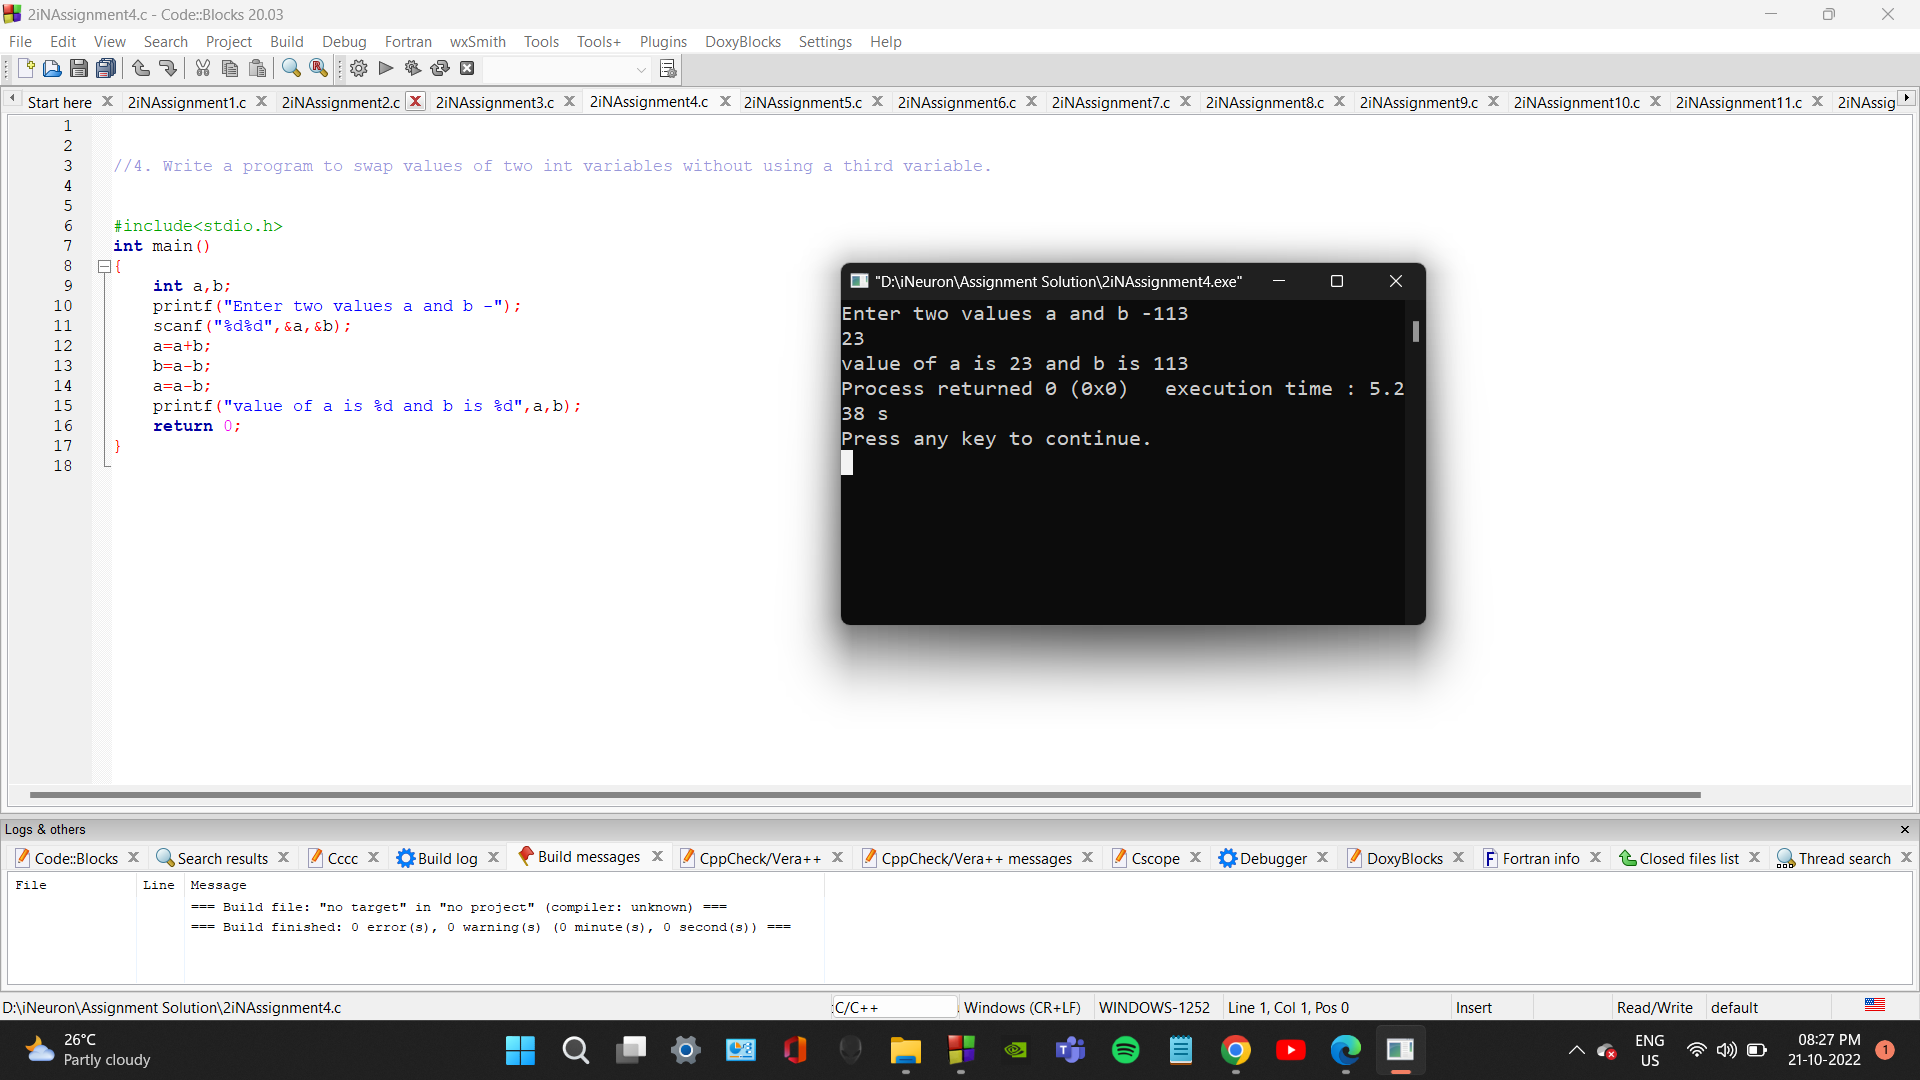 2iNAssignment4.c - Code::Blocks 20.03
File Edit View Search Project Build Debug Fortran wxSmith Tools Tools+ Plugins DoxyBlocks Settings Help
Start here 2iNAssignment1.c 2iNAssignment2.c 2iNAssignment3.c 2iNAssignment4.c 2iNAssignment5.c 2iNAssignment6.c 2iNAssignment7.c 2iNAssignment8.c 2iNAssignment9.c 2iNAssignment10.c 2iNAssignment11.c 2iNAssig
1
2
3 //4. Write a program to swap values of two int variables without using a third variable.
4
5
6 #include<stdio.h>
7 int main()
8 {
9 int a,b;
10 printf("Enter two values a and b -");
11 scanf("%d%d",&a,&b);
12 a=a+b;
13 b=a-b;
14 a=a-b;
15 printf("value of a is %d and b is %d",a,b);
16 return 0;
17 }
18
"D:\iNeuron\Assignment Solution\2iNAssignment4.exe"
Enter two values a and b -113
23
value of a is 23 and b is 113
Process returned 0 (0x0)   execution time : 5.2
38 s
Press any key to continue.
Logs & others
Code::Blocks Search results Cccc Build log Build messages CppCheck/Vera++ CppCheck/Vera++ messages Cscope Debugger DoxyBlocks Fortran info Closed files list Thread search
File Line Message
=== Build file: "no target" in "no project" (compiler: unknown) ===
=== Build finished: 0 error(s), 0 warning(s) (0 minute(s), 0 second(s)) ===
D:\iNeuron\Assignment Solution\2iNAssignment4.c C/C++ Windows (CR+LF) WINDOWS-1252 Line 1, Col 1, Pos 0 Insert Read/Write default
26°C
Partly cloudy
ENG
US
08:27 PM
21-10-2022
1